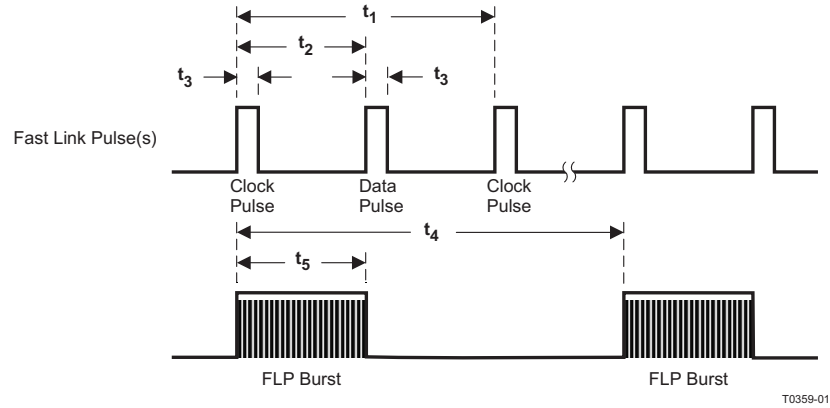 t1
t2
t3
t3
Fast Link Pulse(s)
Clock
Pulse
Data
Pulse
Clock
Pulse
t4
t5
FLP Burst
FLP Burst
T0359-01